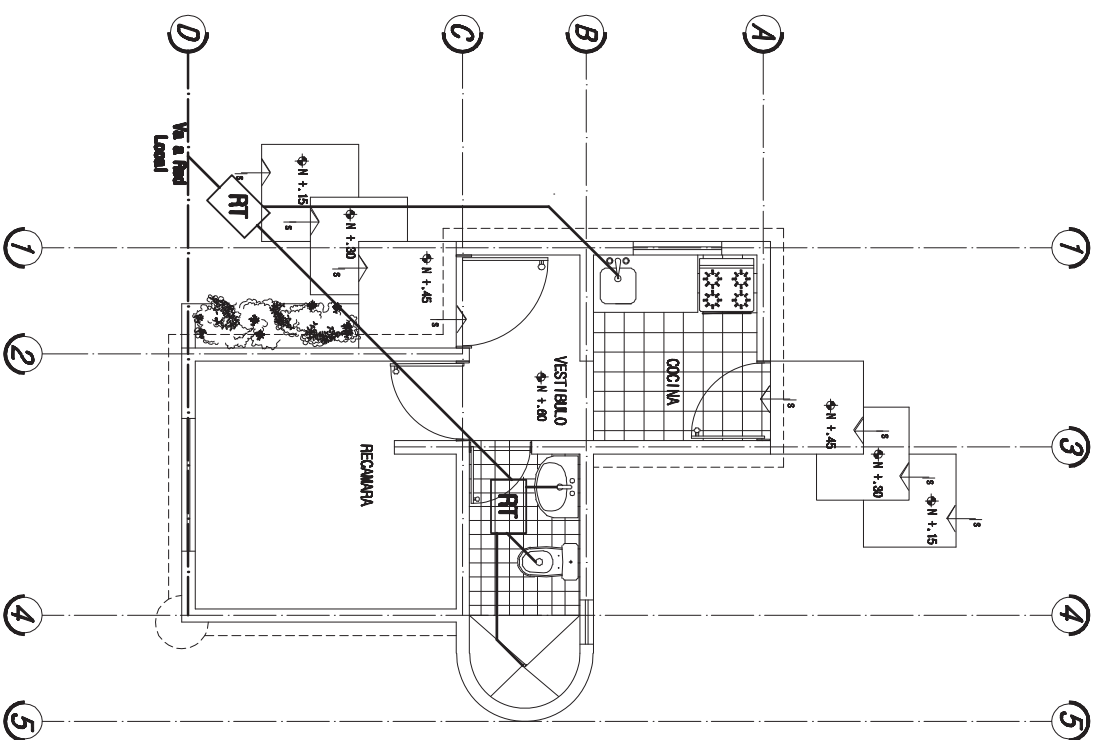 D
C
B
A
Va a Red
Local
RT
N +.15
s
N +.30
s
N +.45
s
s
s
1
1
2
VESTIBULO
N +.60
COCINA
s
N +.45
s
N +.30
s
N +.15
s
3
RECAMARA
RT
4
4
5
5